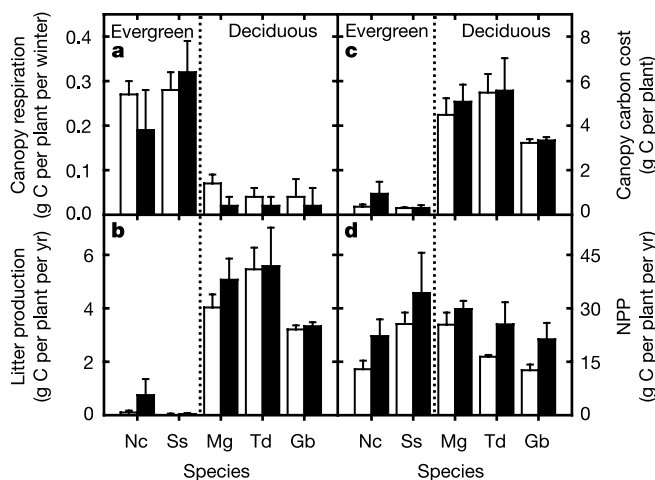 Evergreen Deciduous Evergreen Deciduous
a c
Canopy respiration
(g C per plant per winter)
0.4
0.3
0.2
0.1
0.0
8
6
4
2
0
Canopy carbon cost
(g C per plant)
b d
Litter production
(g C per plant per yr)
6
4
2
0
45
30
15
0
NPP
(g C per plant per yr)
Nc Ss Mg Td Gb Nc Ss Mg Td Gb
Species Species